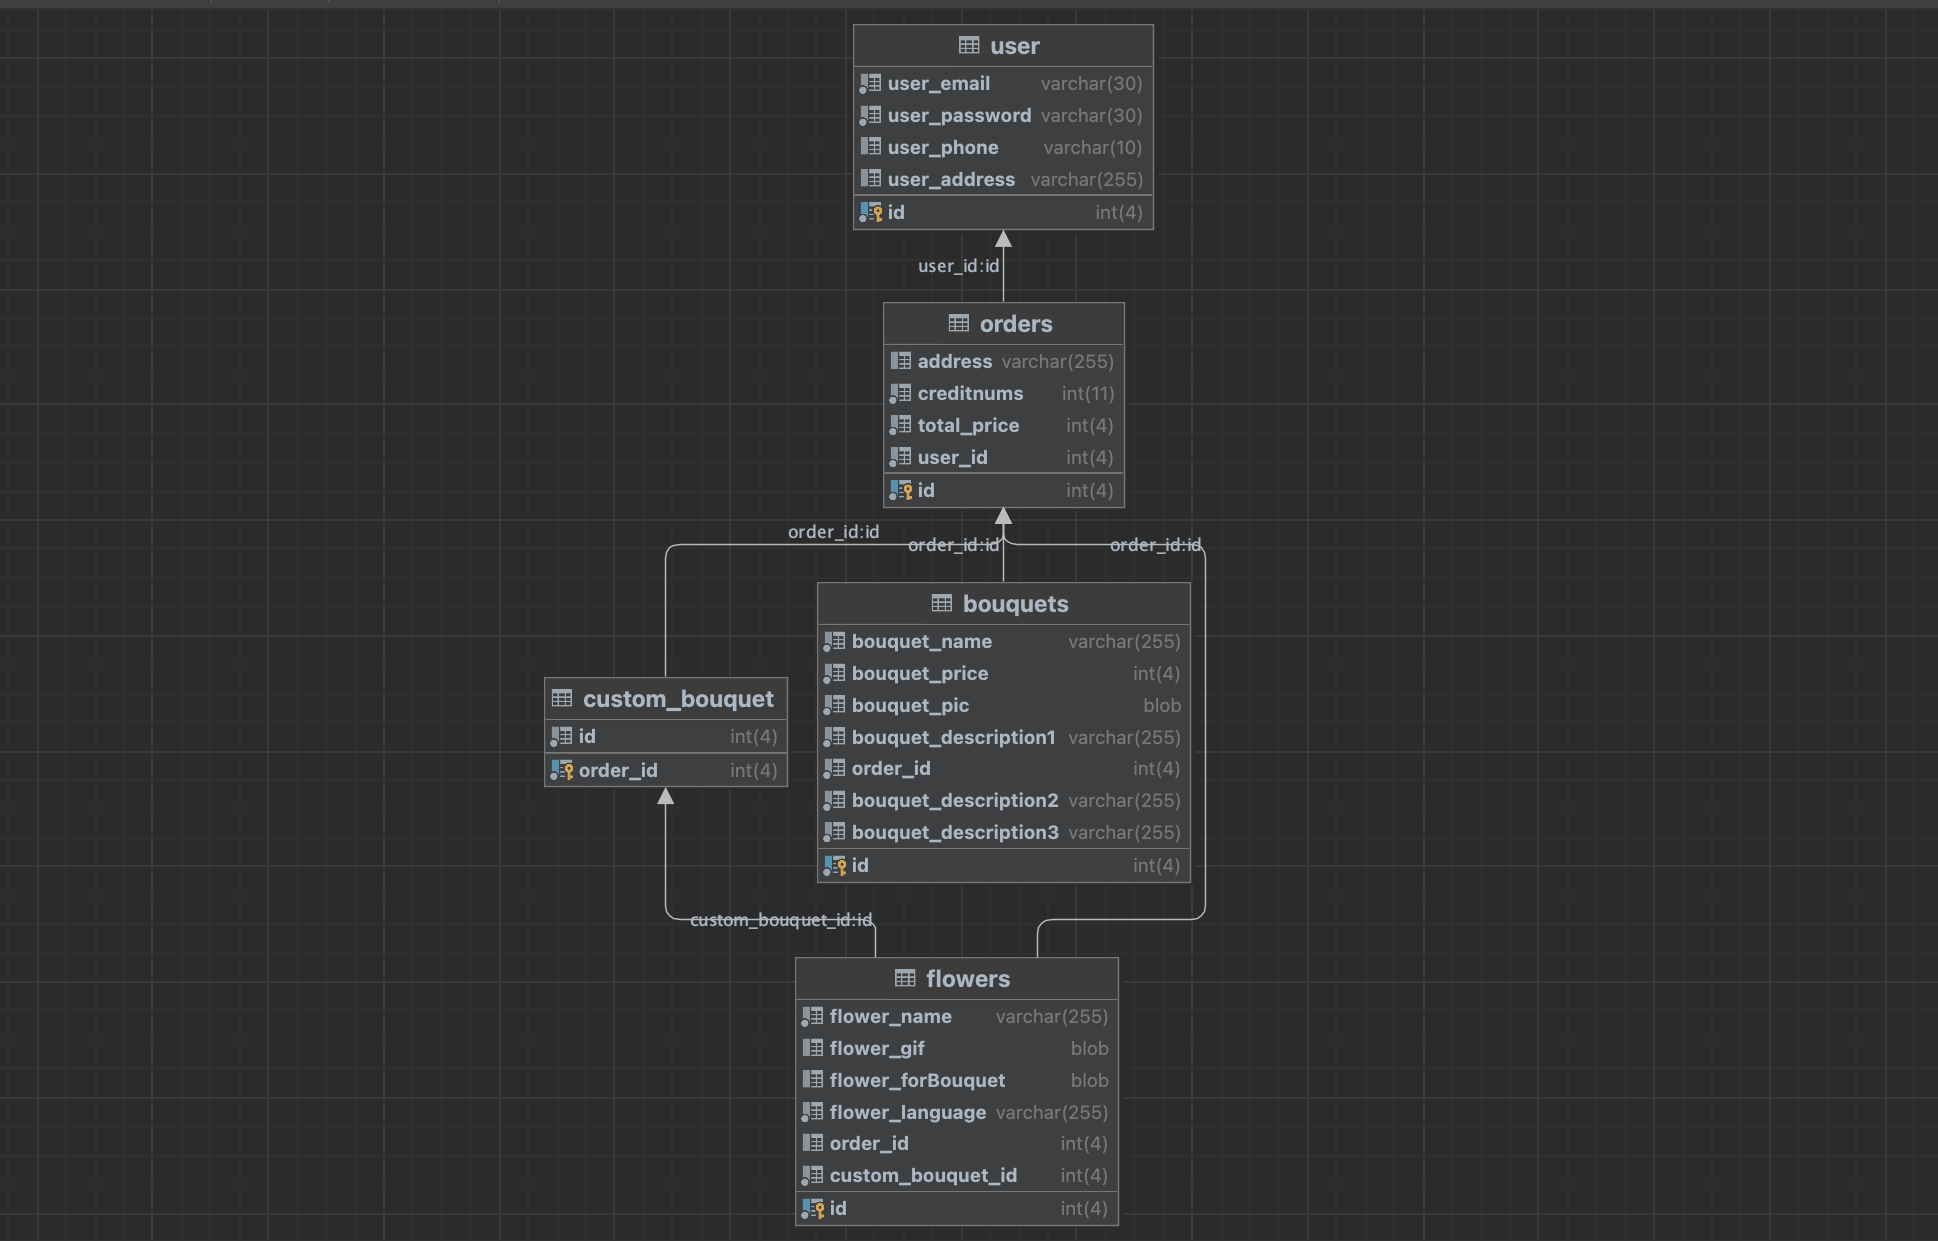 user
user_email varchar(30)
user_password varchar(30)
user_phone varchar(10)
user_address varchar(255)
id int(4)
user_id:id
orders
address varchar(255)
creditnums int(11)
total_price int(4)
user_id int(4)
id int(4)
order_id:id
order_id:id
order_id:id
bouquets
bouquet_name varchar(255)
bouquet_price int(4)
bouquet_pic blob
bouquet_description1 varchar(255)
order_id int(4)
bouquet_description2 varchar(255)
bouquet_description3 varchar(255)
id int(4)
custom_bouquet
id int(4)
order_id int(4)
custom_bouquet_id:id
flowers
flower_name varchar(255)
flower_gif blob
flower_forBouquet blob
flower_language varchar(255)
order_id int(4)
custom_bouquet_id int(4)
id int(4)